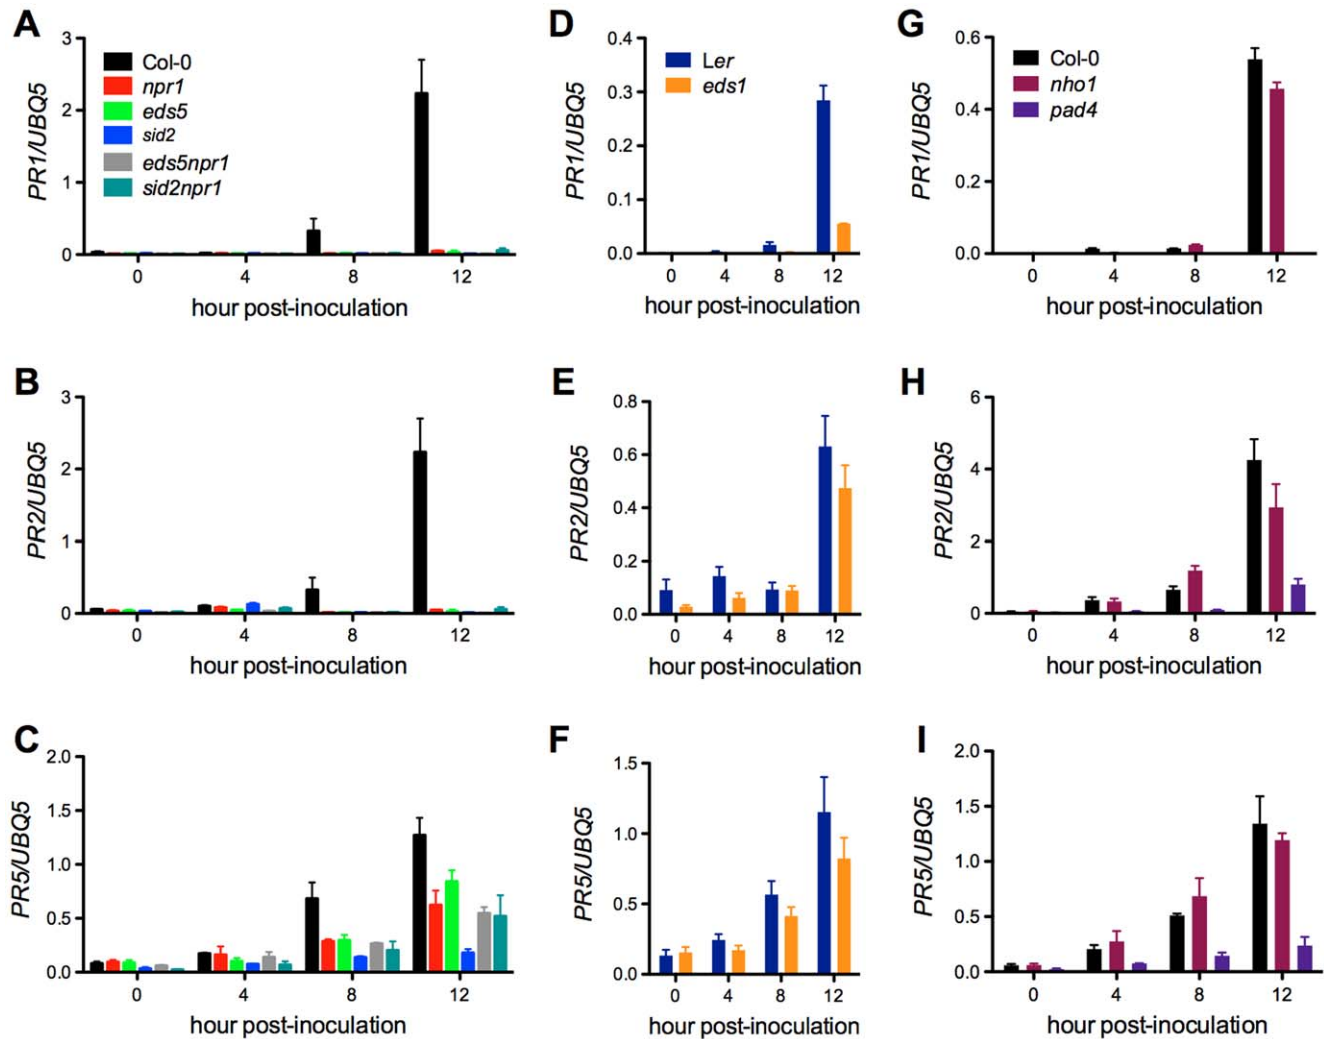 A
PR1/UBQ5
3
2
1
0
Col-0
npr1
eds5
sid2
eds5npr1
sid2npr1
0 4 8 12
hour post-inoculation
D
PR1/UBQ5
0.4
0.3
0.2
0.1
0.0
Ler
eds1
0 4 8 12
hour post-inoculation
G
PR1/UBQ5
0.6
0.4
0.2
0.0
Col-0
nho1
pad4
0 4 8 12
hour post-inoculation
B
PR2/UBQ5
3
2
1
0
0 4 8 12
hour post-inoculation
E
PR2/UBQ5
0.8
0.6
0.4
0.2
0.0
0 4 8 12
hour post-inoculation
H
PR2/UBQ5
6
4
2
0
0 4 8 12
hour post-inoculation
C
PR5/UBQ5
2.0
1.5
1.0
0.5
0.0
0 4 8 12
hour post-inoculation
F
PR5/UBQ5
1.5
1.0
0.5
0.0
0 4 8 12
hour post-inoculation
I
PR5/UBQ5
2.0
1.5
1.0
0.5
0.0
0 4 8 12
hour post-inoculation